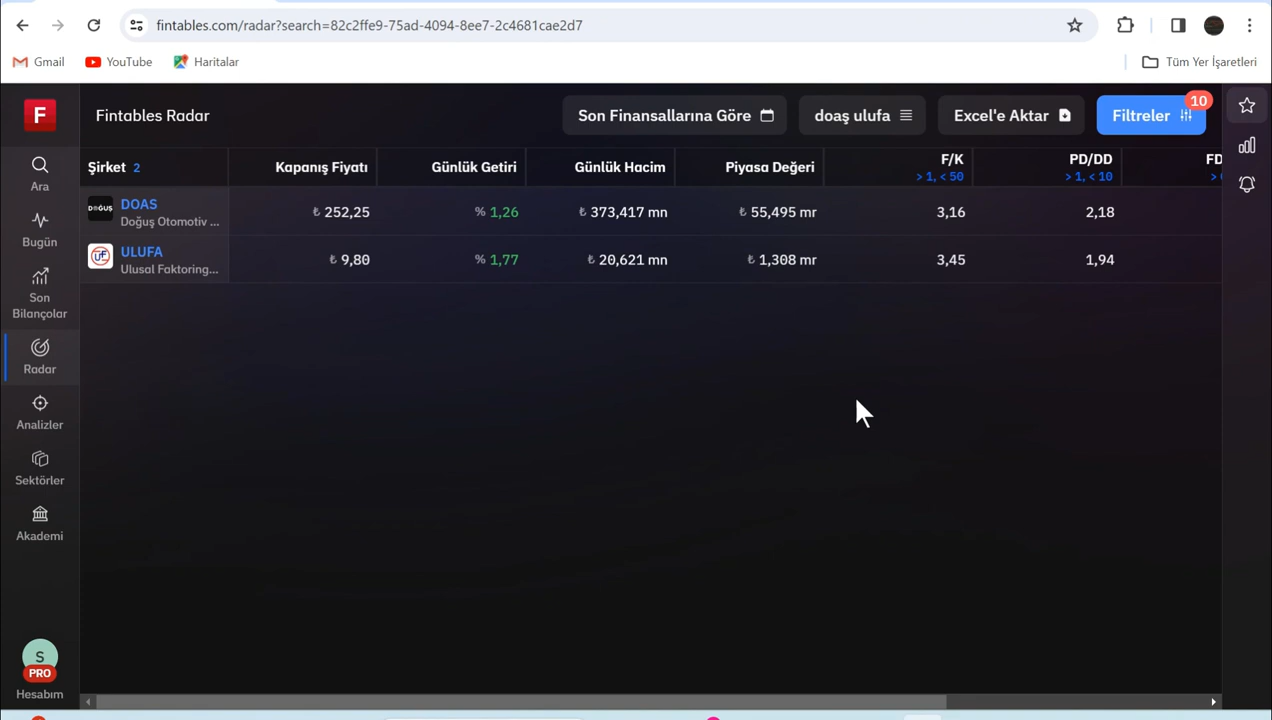 fintables.com/radar?search=82c2ffe9-75ad-4094-8ee7-2c4681cae2d7
Gmail YouTube Haritalar Tüm Yer İşaretleri
F Fintables Radar Son Finansallarına Göre doaş ulufa Excel'e Aktar Filtreler 10
Şirket 2 Kapanış Fiyatı Günlük Getiri Günlük Hacim Piyasa Değeri F/K PD/DD FD
> 1, < 50 > 1, < 10
DOĞUŞ DOAS ₺ 252,25 % 1,26 ₺ 373,417 mn ₺ 55,495 mr 3,16 2,18
Doğuş Otomotiv ...
UF ULUFA ₺ 9,80 % 1,77 ₺ 20,621 mn ₺ 1,308 mr 3,45 1,94
Ulusal Faktoring...
Ara
Bugün
Son
Bilançolar
Radar
Analizler
Sektörler
Akademi
S
PRO
Hesabım